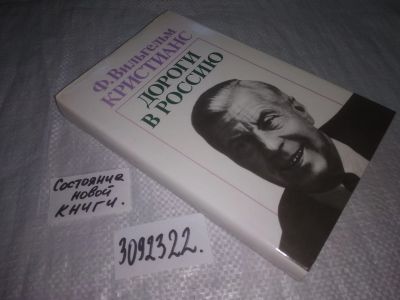 Ф. Вильгельм
КРИСТИАНС
ДОРОГИ
В РОССИЮ
Состояние
новой
книги.
3092322.